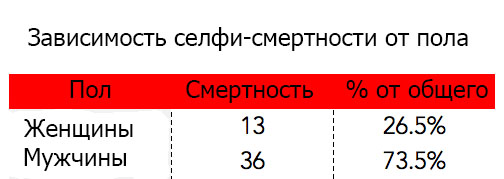 Зависимость селфи-смертности от пола
Пол Смертность % от общего
Женщины 13 26.5%
Мужчины 36 73.5%